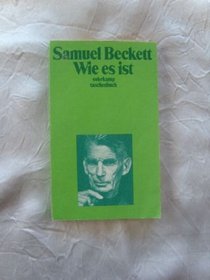 Samuel Beckett
Wie es ist
suhrkamp
taschenbuch